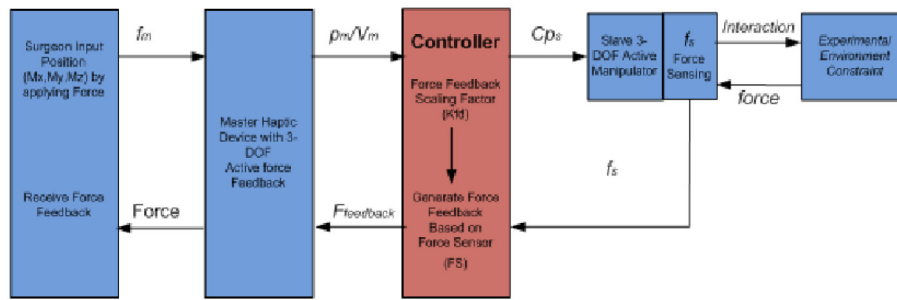 Surgeon Input
Position
(Mx,My,Mz) by
applying Force
Receive Force
Feedback
fm
Force
Master Haptic
Device with 3-
DOF
Active force
Feedback
pm/Vm
Ffeedback
Controller
Force Feedback
Scaling Factor
(Kfd)
Generate Force
Feedback
Based on
Force Sensor
(FS)
Cps
fs
Slave 3-
DOF Active
Manipulator
fs
Force
Sensing
Interaction
force
Experimental
Environment
Constraint